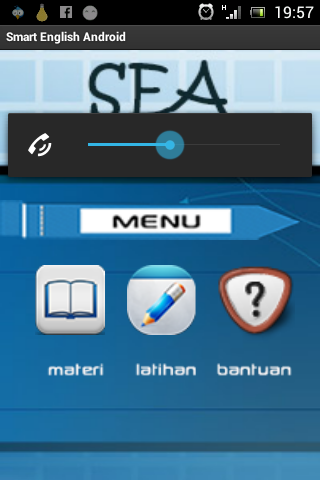 H
19:57
Smart English Android
SEA
MENU
materi latihan bantuan